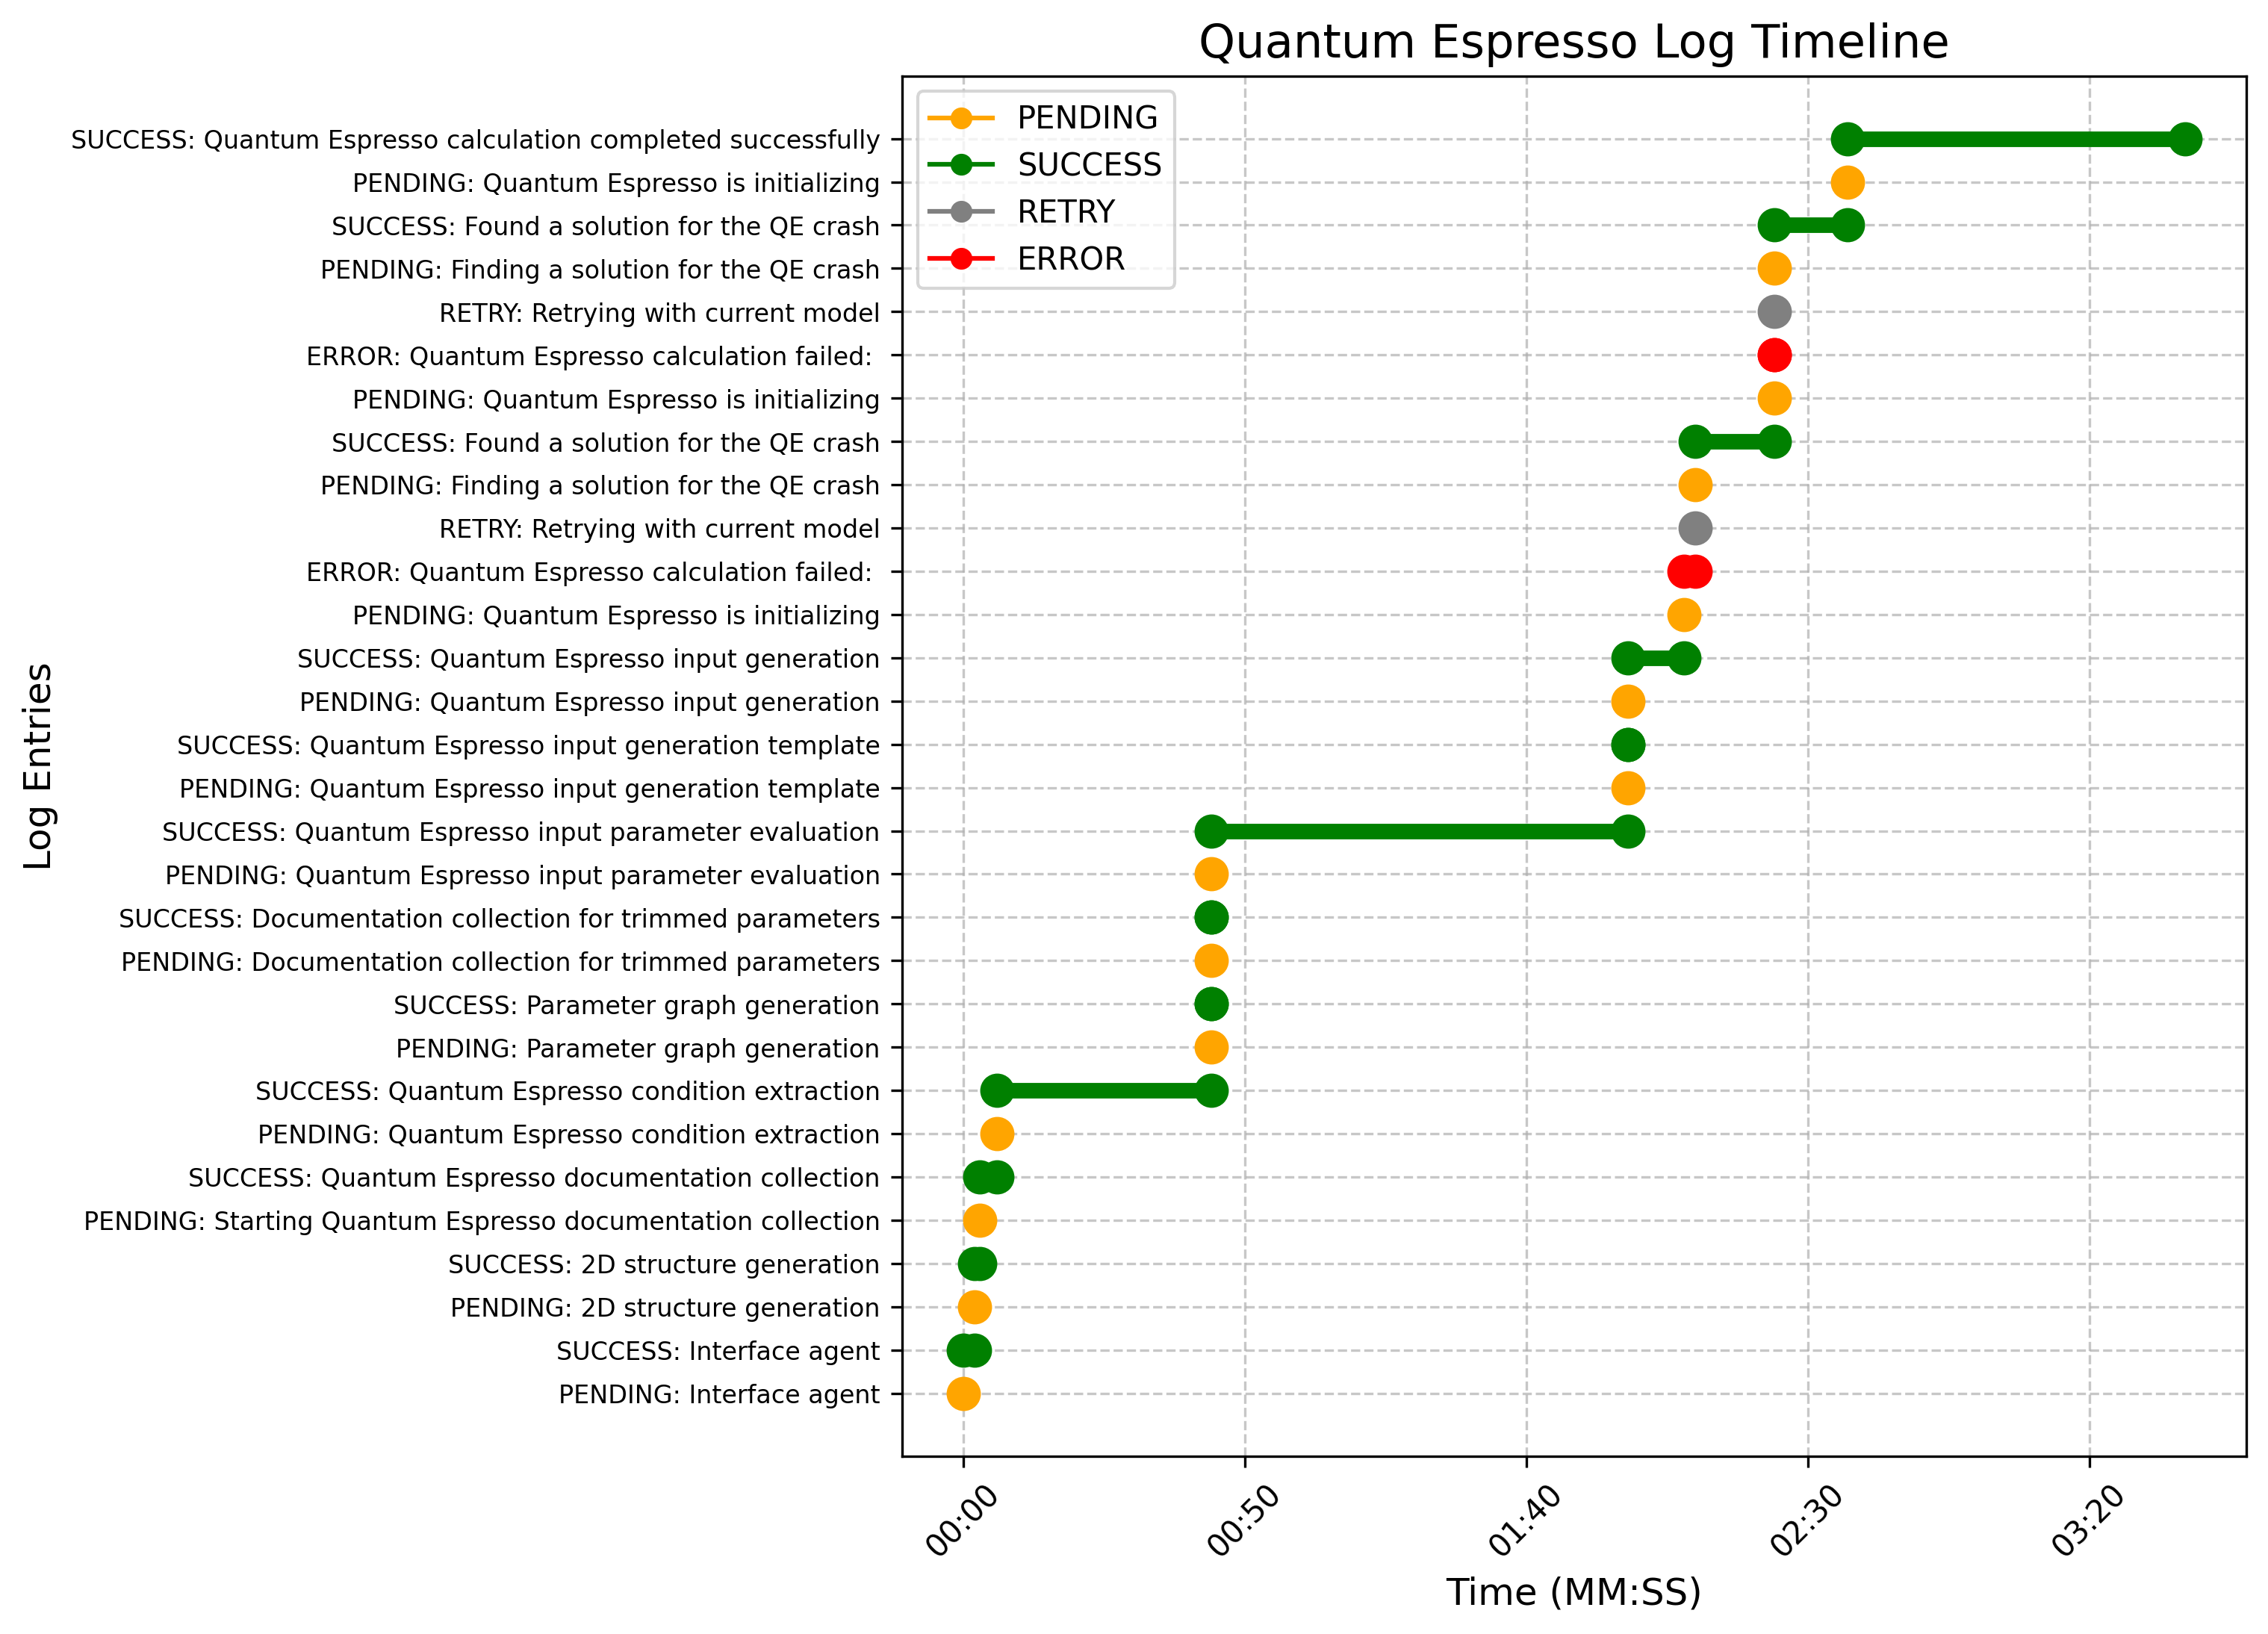 Quantum Espresso Log Timeline
PENDING
SUCCESS
RETRY
ERROR
Log Entries
SUCCESS: Quantum Espresso calculation completed successfully
PENDING: Quantum Espresso is initializing
SUCCESS: Found a solution for the QE crash
PENDING: Finding a solution for the QE crash
RETRY: Retrying with current model
ERROR: Quantum Espresso calculation failed:
PENDING: Quantum Espresso is initializing
SUCCESS: Found a solution for the QE crash
PENDING: Finding a solution for the QE crash
RETRY: Retrying with current model
ERROR: Quantum Espresso calculation failed:
PENDING: Quantum Espresso is initializing
SUCCESS: Quantum Espresso input generation
PENDING: Quantum Espresso input generation
SUCCESS: Quantum Espresso input generation template
PENDING: Quantum Espresso input generation template
SUCCESS: Quantum Espresso input parameter evaluation
PENDING: Quantum Espresso input parameter evaluation
SUCCESS: Documentation collection for trimmed parameters
PENDING: Documentation collection for trimmed parameters
SUCCESS: Parameter graph generation
PENDING: Parameter graph generation
SUCCESS: Quantum Espresso condition extraction
PENDING: Quantum Espresso condition extraction
SUCCESS: Quantum Espresso documentation collection
PENDING: Starting Quantum Espresso documentation collection
SUCCESS: 2D structure generation
PENDING: 2D structure generation
SUCCESS: Interface agent
PENDING: Interface agent
00:00
00:50
01:40
02:30
03:20
Time (MM:SS)